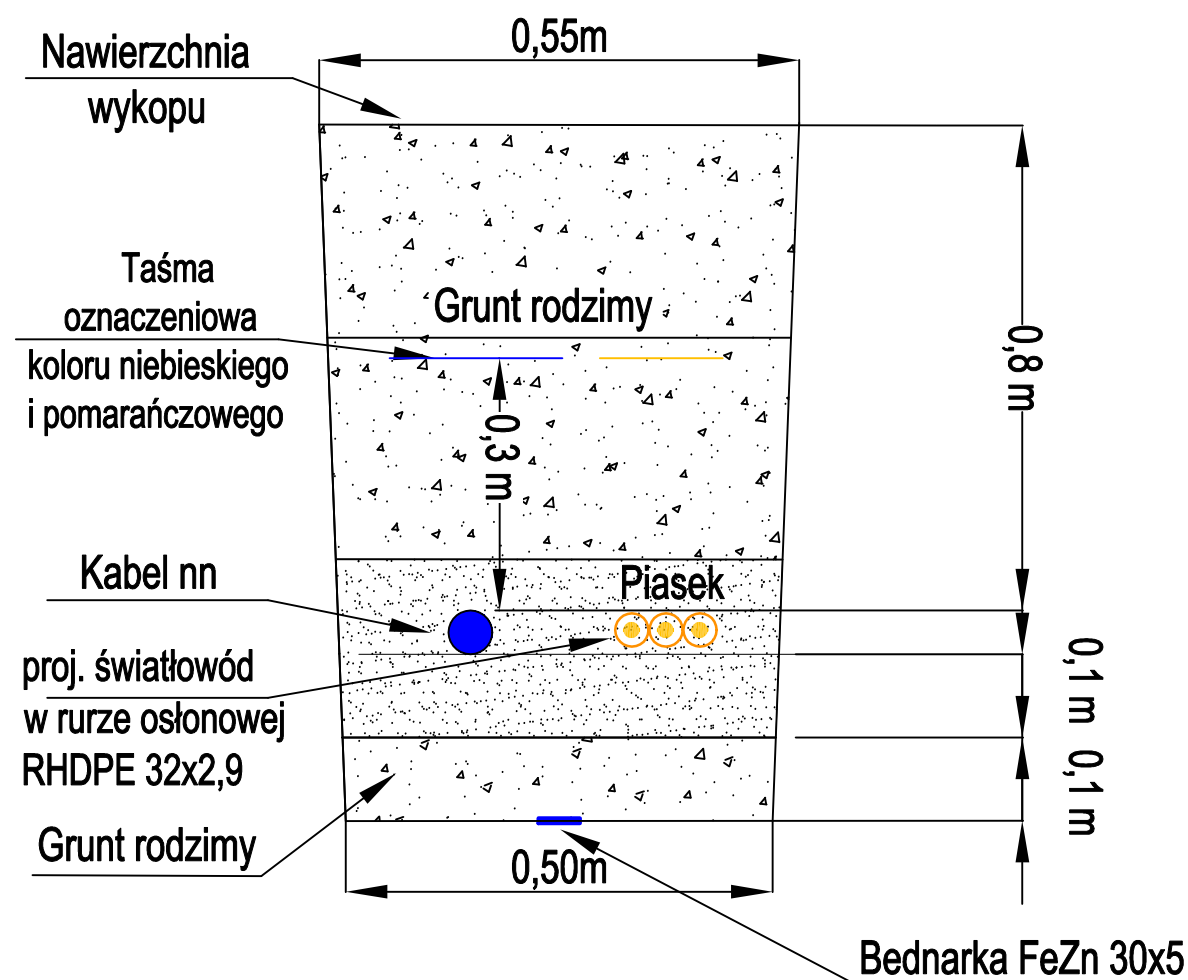 0,55m
Nawierzchnia
wykopu
Taśma
oznaczeniowa
koloru niebieskiego
i pomarańczowego
Grunt rodzimy
0,8 m
0,3 m
Kabel nn
Piasek
proj. światłowód
w rurze osłonowej
RHDPE 32x2,9
0,1 m
0,1 m
Grunt rodzimy
0,50m
Bednarka FeZn 30x5